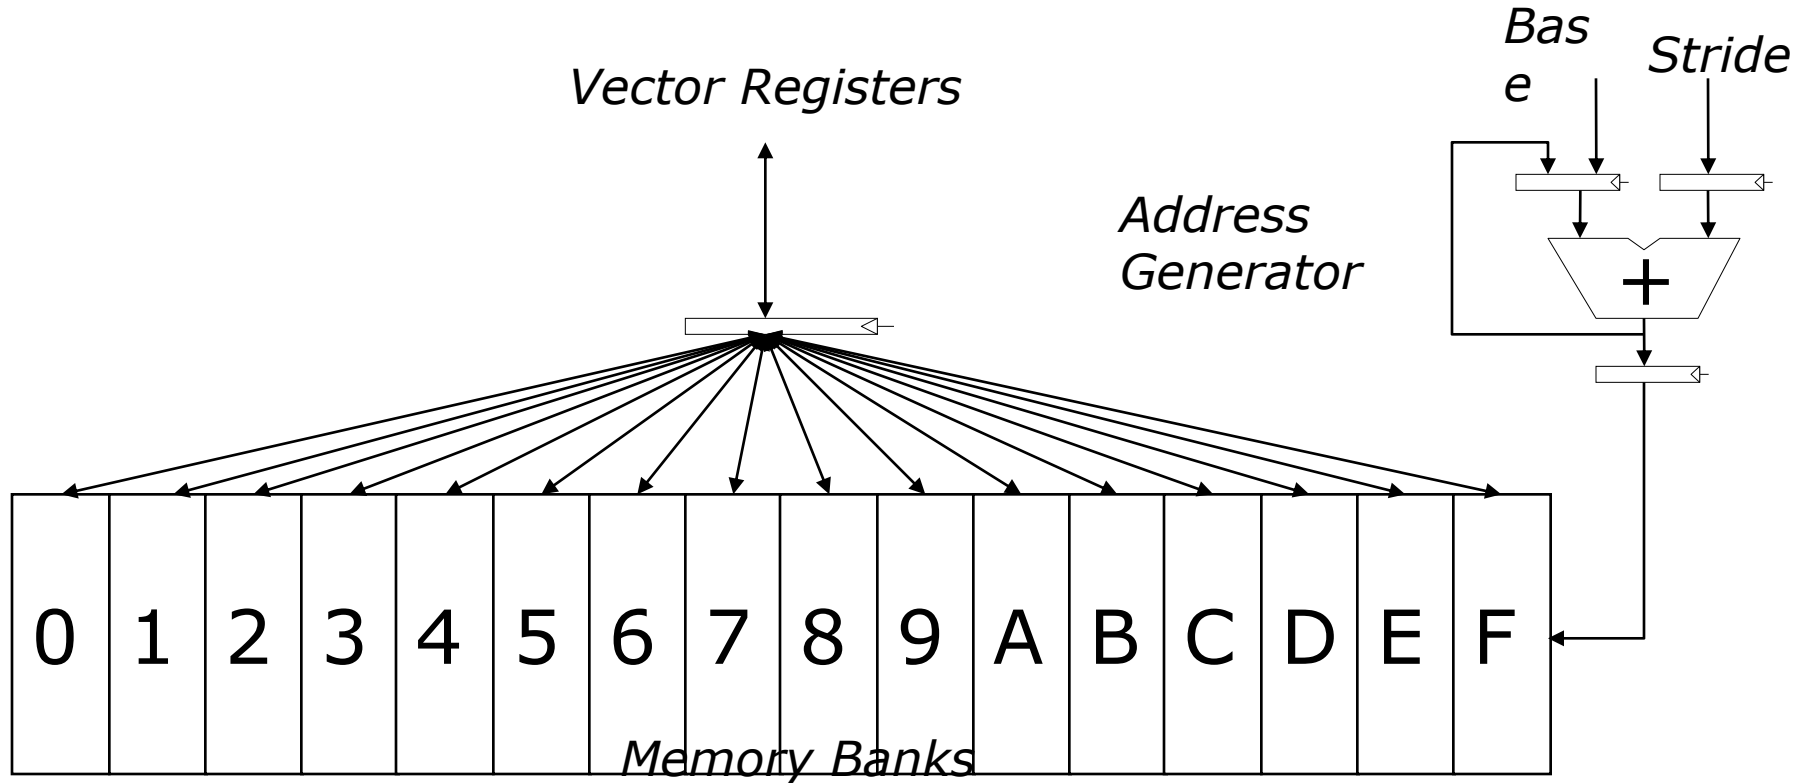 Bas
e
Stride
Vector Registers
Address
Generator
+
0 1 2 3 4 5 6 7 8 9 A B C D E F
Memory Banks